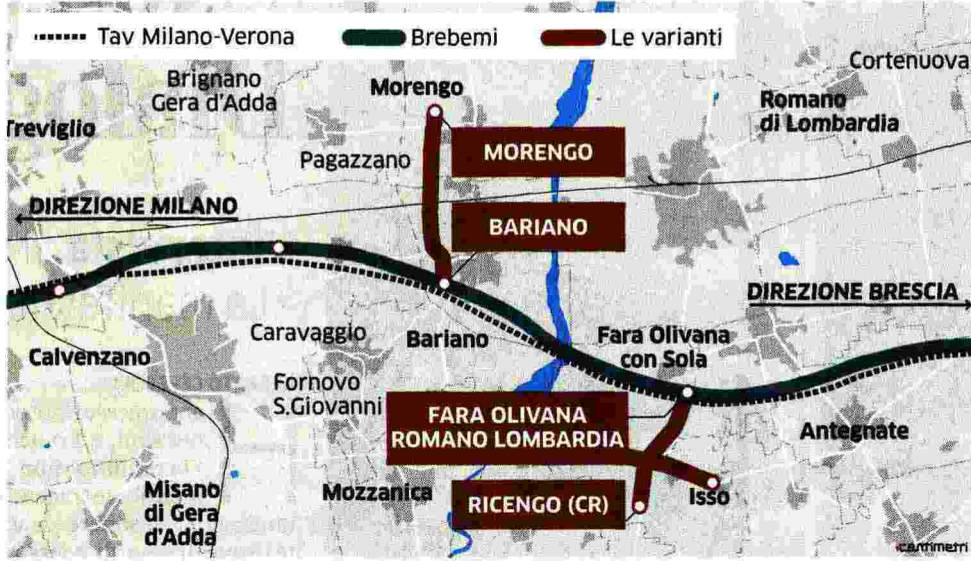 Tav Milano-Verona
Brebemi
Le varianti
Brignano
Gera d'Adda
Morengo
Cortenuova
Romano
di Lombardia
Treviglio
Pagazzano
MORENGO
DIREZIONE MILANO
BARIANO
DIREZIONE BRESCIA
Calvenzano
Caravaggio
Bariano
Fara Olivana
con Sola
Fornovo
S.Giovanni
FARA OLIVANA
ROMANO LOMBARDIA
Antegnate
Misano
di Gera
d'Adda
Mozzanica
RICENGO (CR)
Isso
centimetri